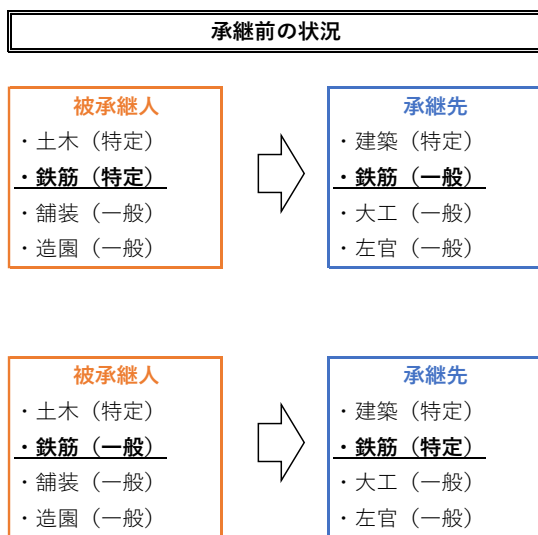 承継前の状況
被承継人
・土木（特定）
・鉄筋（特定）
・舗装（一般）
・造園（一般）
承継先
・建築（特定）
・鉄筋（一般）
・大工（一般）
・左官（一般）
被承継人
・土木（特定）
・鉄筋（一般）
・舗装（一般）
・造園（一般）
承継先
・建築（特定）
・鉄筋（特定）
・大工（一般）
・左官（一般）